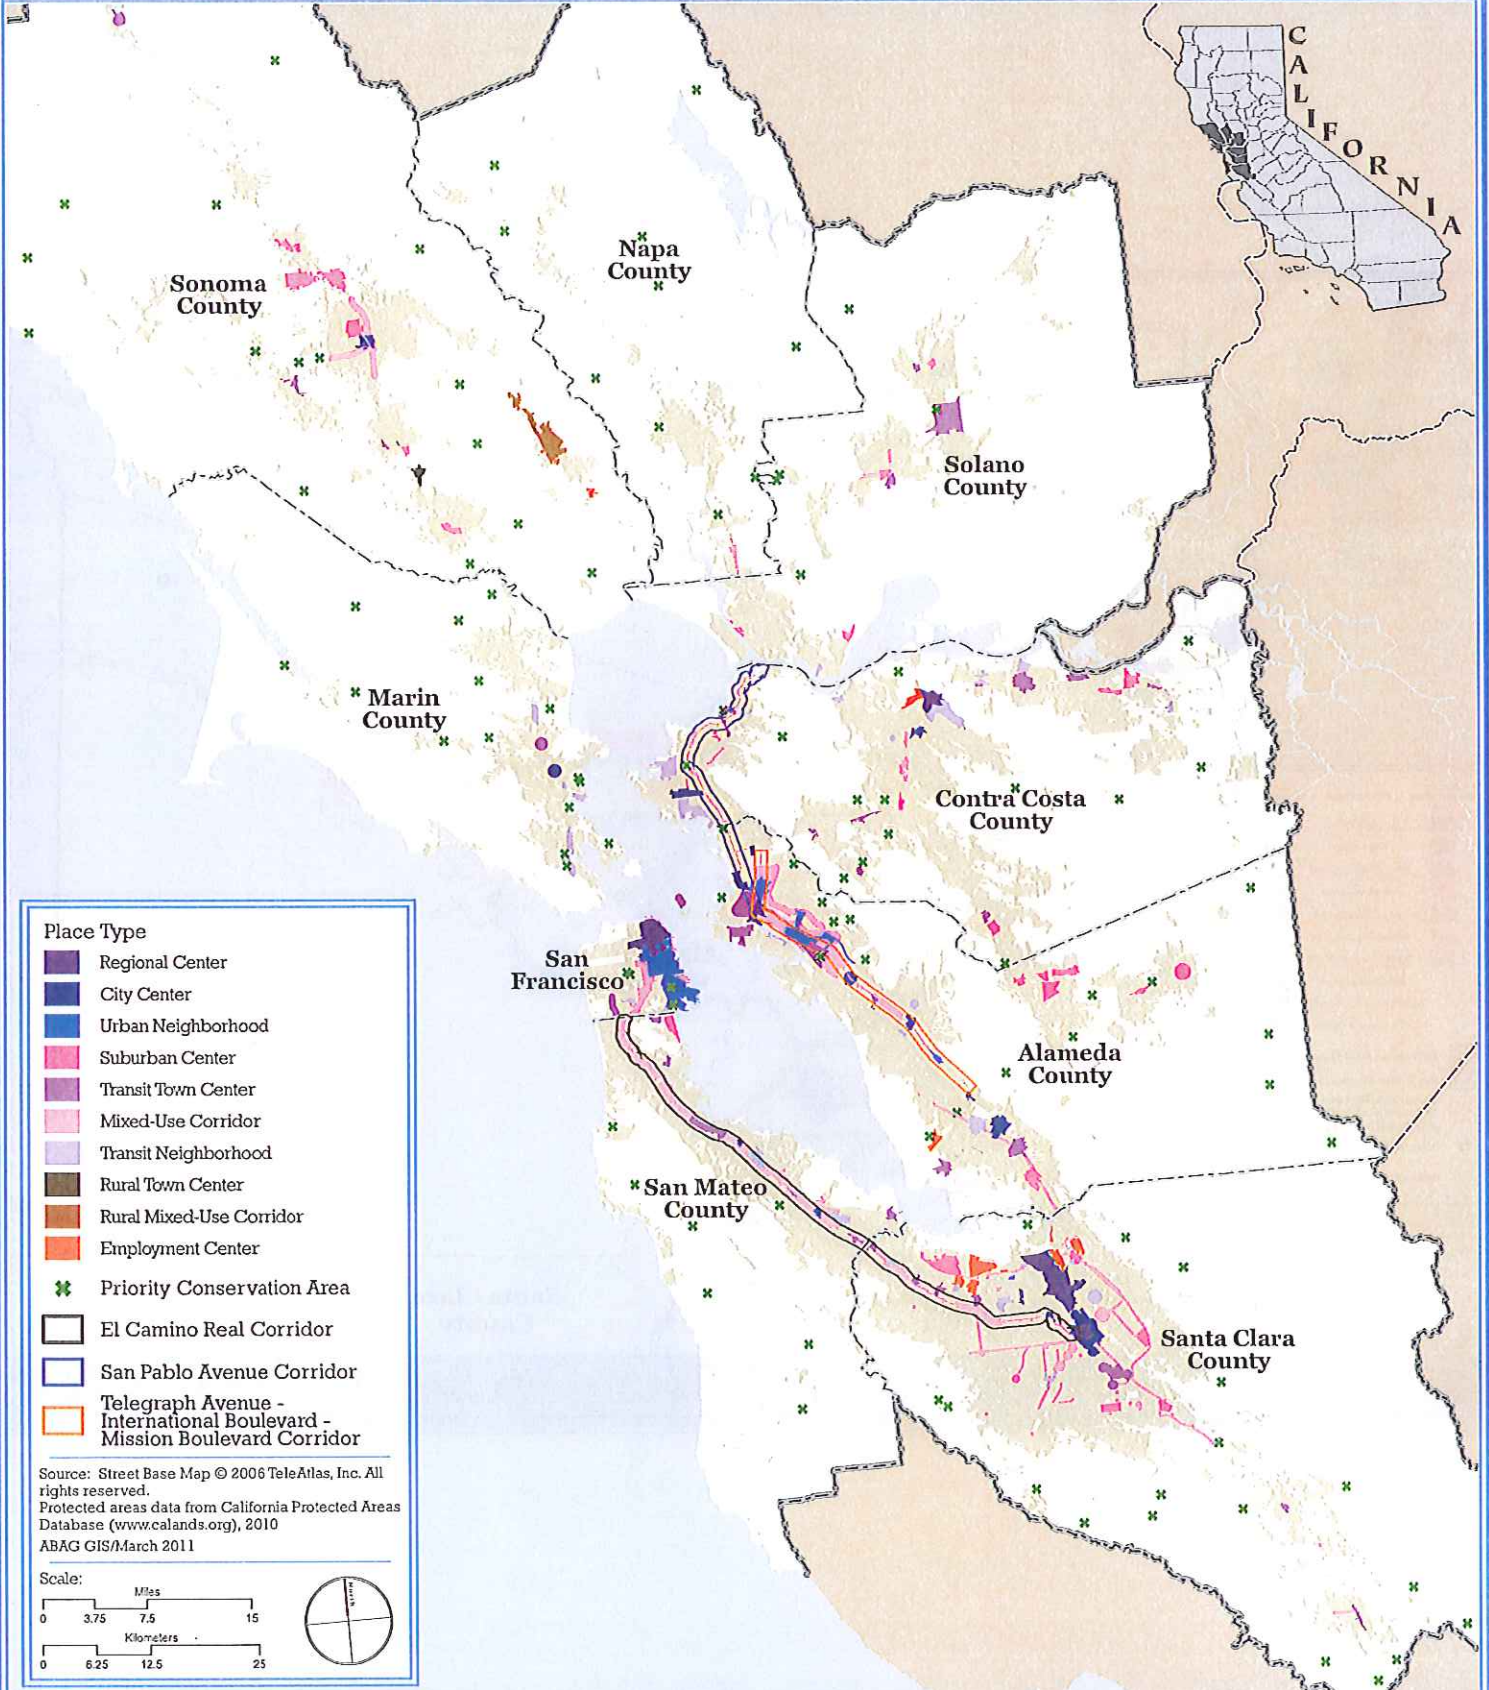 CALIFORNIA
Napa
County
Sonoma
County
Solano
County
Marin
County
Contra Costa
County
San
Francisco
Alameda
County
San Mateo
County
Santa Clara
County
Place Type
Regional Center
City Center
Urban Neighborhood
Suburban Center
Transit Town Center
Mixed-Use Corridor
Transit Neighborhood
Rural Town Center
Rural Mixed-Use Corridor
Employment Center
Priority Conservation Area
El Camino Real Corridor
San Pablo Avenue Corridor
Telegraph Avenue -
International Boulevard -
Mission Boulevard Corridor
Source: Street Base Map © 2006 TeleAtlas, Inc. All
rights reserved.
Protected areas data from California Protected Areas
Database (www.calands.org), 2010
ABAG GIS/March 2011
Scale:
Miles
0 3.75 7.5 15
Kilometers
0 6.25 12.5 25
North